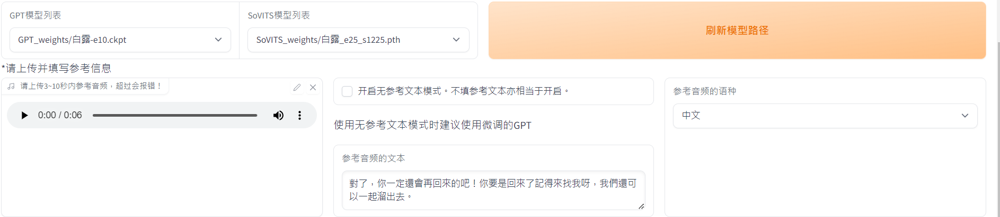 GPT模型列表
GPT_weights/白露-e10.ckpt
SoVITS模型列表
SoVITS_weights/白露_e25_s1225.pth
刷新模型路径
*请上传并填写参考信息
请上传3~10秒内参考音频，超过会报错！
0:00 / 0:06
开启无参考文本模式。不填参考文本亦相当于开启。
使用无参考文本模式时建议使用微调的GPT
参考音频的文本
對了，你一定還會再回來的吧！你要是回來了記得來找我呀，我們還可
以一起溜出去。
参考音频的语种
中文